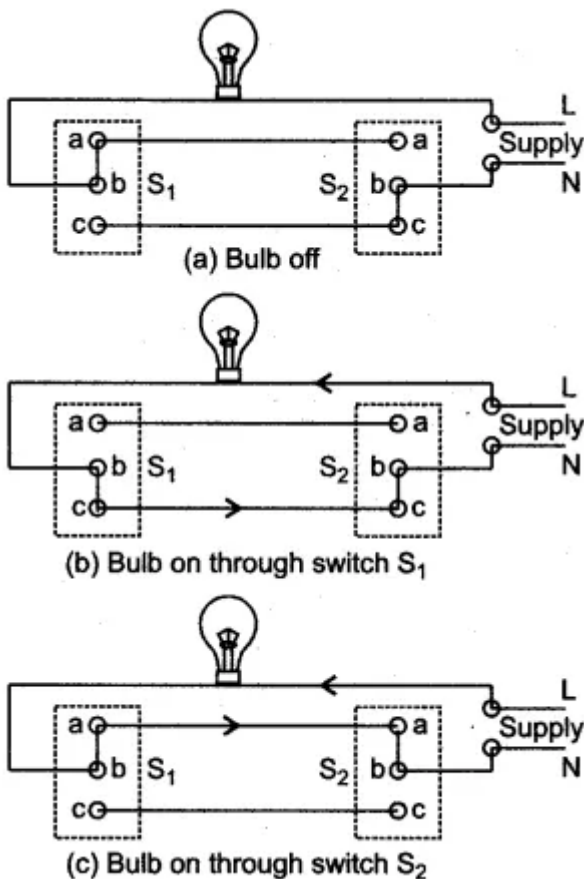 L
a a Supply
b S₁ S₂ b N
c c
(a) Bulb off
L
a a Supply
b S₁ S₂ b N
c c
(b) Bulb on through switch S₁
L
a a Supply
b S₁ S₂ b N
c c
(c) Bulb on through switch S₂